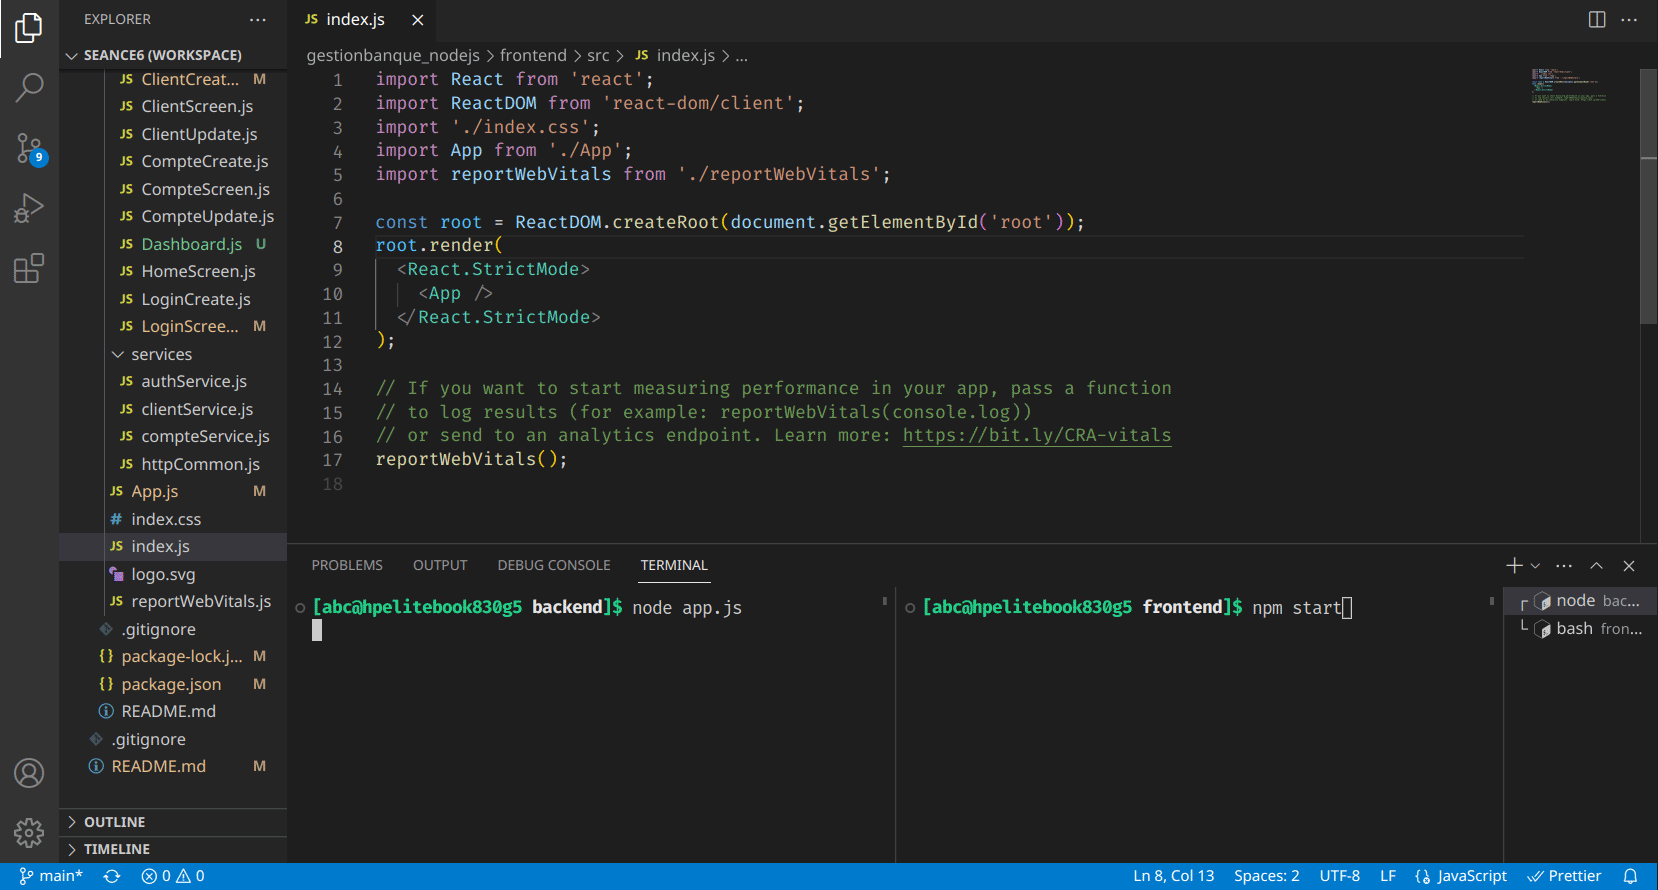 EXPLORER ...
SEANCE6 (WORKSPACE)
JS ClientCreat... M
JS ClientScreen.js
JS ClientUpdate.js
JS CompteCreate.js
JS CompteScreen.js
JS CompteUpdate.js
JS Dashboard.js U
JS HomeScreen.js
JS LoginCreate.js
JS LoginScree... M
services
JS authService.js
JS clientService.js
JS compteService.js
JS httpCommon.js
JS App.js M
# index.css
JS index.js
logo.svg
JS reportWebVitals.js
.gitignore
{} package-lock.j... M
{} package.json M
README.md
.gitignore
README.md M
OUTLINE
TIMELINE
9
JS index.js
gestionbanque_nodejs > frontend > src > JS index.js > ...
1 import React from 'react';
2 import ReactDOM from 'react-dom/client';
3 import './index.css';
4 import App from './App';
5 import reportWebVitals from './reportWebVitals';
6
7 const root = ReactDOM.createRoot(document.getElementById('root'));
8 root.render(
9 <React.StrictMode>
10 <App />
11 </React.StrictMode>
12 );
13
14 // If you want to start measuring performance in your app, pass a function
15 // to log results (for example: reportWebVitals(console.log))
16 // or send to an analytics endpoint. Learn more: https://bit.ly/CRA-vitals
17 reportWebVitals();
18
PROBLEMS OUTPUT DEBUG CONSOLE TERMINAL
[abc@hpelitebook830g5 backend]$ node app.js
[abc@hpelitebook830g5 frontend]$ npm start
node bac...
bash fron...
main* 0 0 Ln 8, Col 13 Spaces: 2 UTF-8 LF {} JavaScript Prettier